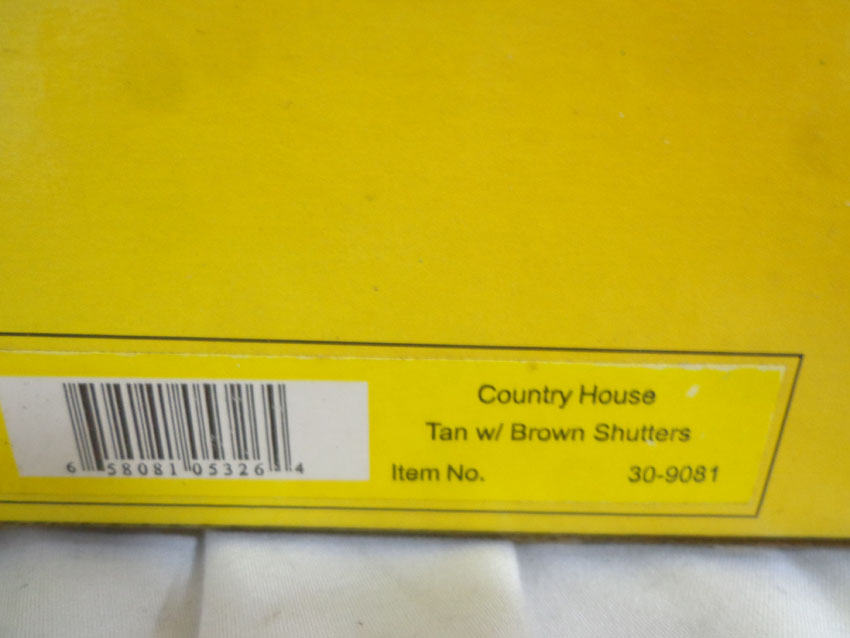 Country House
Tan w/ Brown Shutters
Item No. 30-9081
6 58081 05326 4